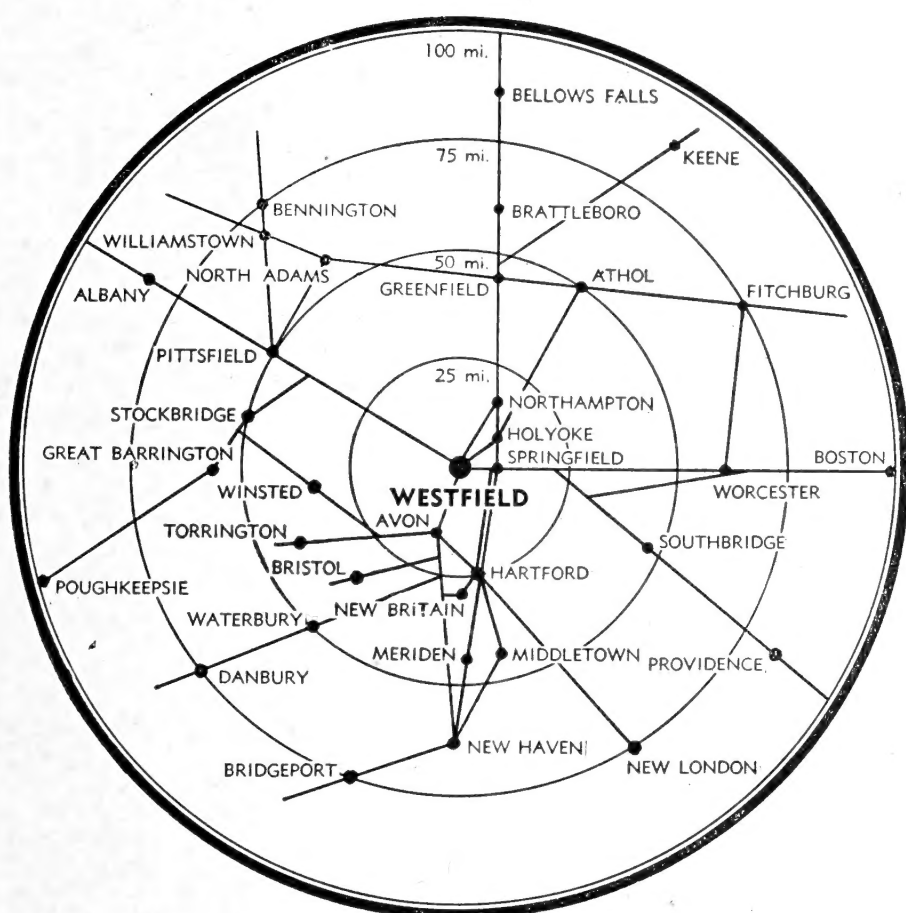 100 mi.
BELLOWS FALLS
75 mi.
KEENE
BENNINGTON
BRATTLEBORO
WILLIAMSTOWN
50 mi.
NORTH ADAMS
ATHOL
ALBANY
GREENFIELD
FITCHBURG
PITTSFIELD
25 mi.
NORTHAMPTON
STOCKBRIDGE
HOLYOKE
GREAT BARRINGTON
SPRINGFIELD
BOSTON
WINSTED
WESTFIELD
WORCESTER
AVON
TORRINGTON
SOUTHBRIDGE
BRISTOL
HARTFORD
POUGHKEEPSIE
NEW BRITAIN
WATERBURY
MERIDEN
MIDDLETOWN
PROVIDENCE
DANBURY
NEW HAVEN
BRIDGEPORT
NEW LONDON